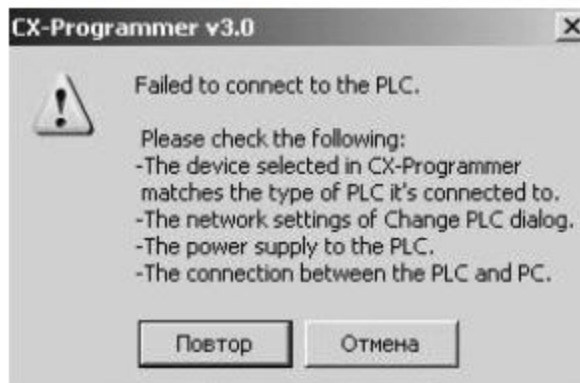 CX-Programmer v3.0
Failed to connect to the PLC.
Please check the following:
-The device selected in CX-Programmer
matches the type of PLC it's connected to.
-The network settings of Change PLC dialog.
-The power supply to the PLC.
-The connection between the PLC and PC.
Повтор Отмена